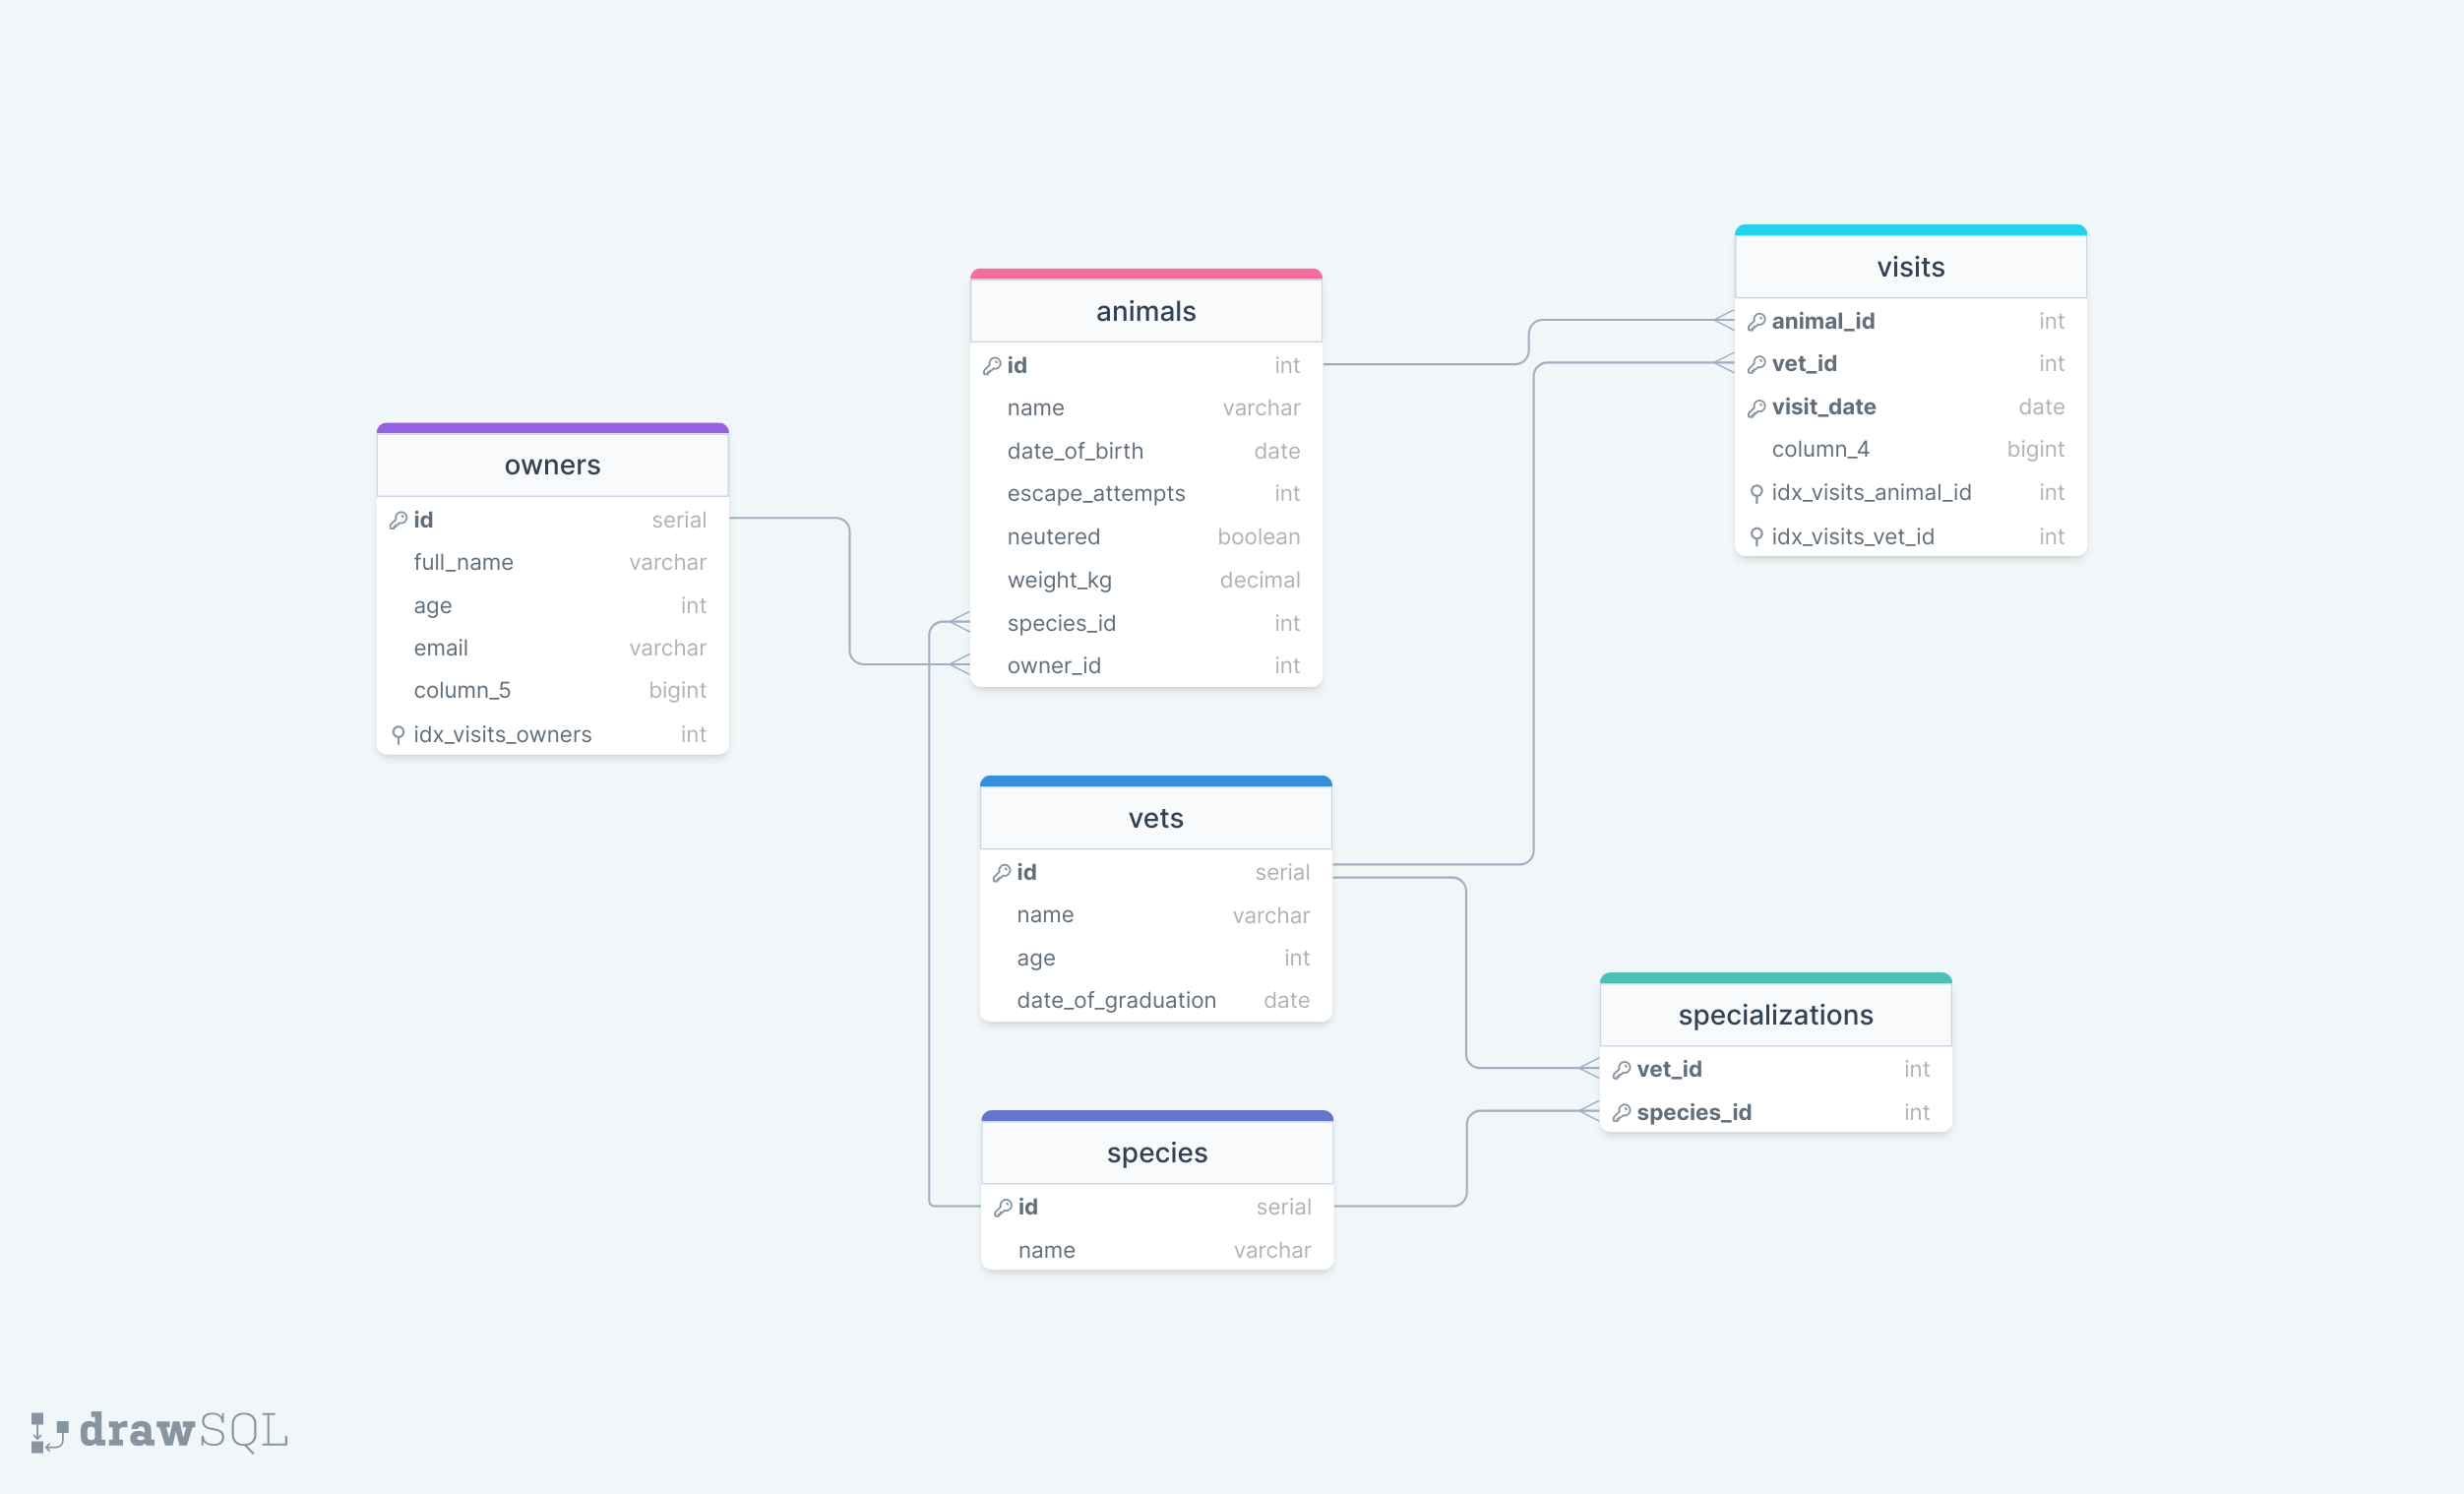 owners
id serial
full_name varchar
age int
email varchar
column_5 bigint
idx_visits_owners int
animals
id int
name varchar
date_of_birth date
escape_attempts int
neutered boolean
weight_kg decimal
species_id int
owner_id int
vets
id serial
name varchar
age int
date_of_graduation date
species
id serial
name varchar
visits
animal_id int
vet_id int
visit_date date
column_4 bigint
idx_visits_animal_id int
idx_visits_vet_id int
specializations
vet_id int
species_id int
drawSQL